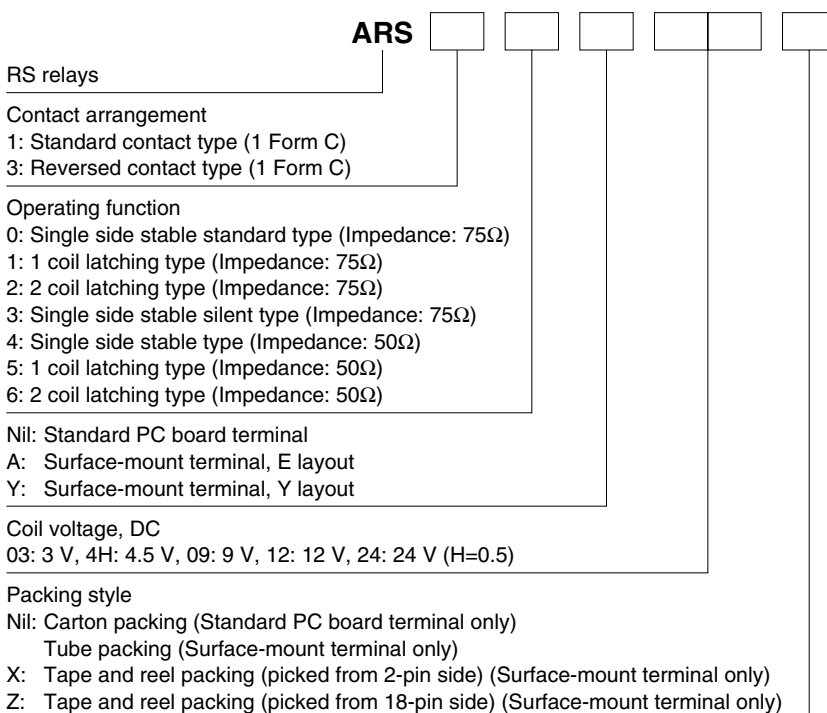 ARS
RS relays
Contact arrangement
1: Standard contact type (1 Form C)
3: Reversed contact type (1 Form C)
Operating function
0: Single side stable standard type (Impedance: 75Ω)
1: 1 coil latching type (Impedance: 75Ω)
2: 2 coil latching type (Impedance: 75Ω)
3: Single side stable silent type (Impedance: 75Ω)
4: Single side stable type (Impedance: 50Ω)
5: 1 coil latching type (Impedance: 50Ω)
6: 2 coil latching type (Impedance: 50Ω)
Nil: Standard PC board terminal
A: Surface-mount terminal, E layout
Y: Surface-mount terminal, Y layout
Coil voltage, DC
03: 3 V, 4H: 4.5 V, 09: 9 V, 12: 12 V, 24: 24 V (H=0.5)
Packing style
Nil: Carton packing (Standard PC board terminal only)
Tube packing (Surface-mount terminal only)
X: Tape and reel packing (picked from 2-pin side) (Surface-mount terminal only)
Z: Tape and reel packing (picked from 18-pin side) (Surface-mount terminal only)